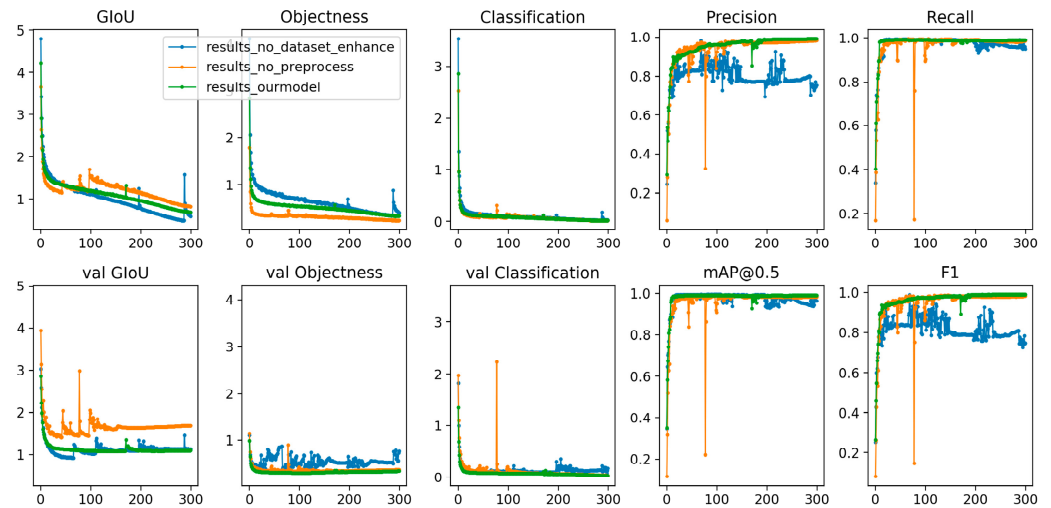 GIoU
Objectness
Classification
Precision
Recall
results_no_dataset_enhance
results_no_preprocess
results_ourmodel
5
4
3
2
1
0 100 200 300
4
3
2
1
0 100 200 300
3
2
1
0
0 100 200 300
1.0
0.8
0.6
0.4
0.2
0 100 200 300
1.0
0.8
0.6
0.4
0.2
0 100 200 300
val GIoU
val Objectness
val Classification
mAP@0.5
F1
5
4
3
2
1
0 100 200 300
4
3
2
1
0 100 200 300
3
2
1
0
0 100 200 300
1.0
0.8
0.6
0.4
0.2
0 100 200 300
1.0
0.8
0.6
0.4
0.2
0 100 200 300